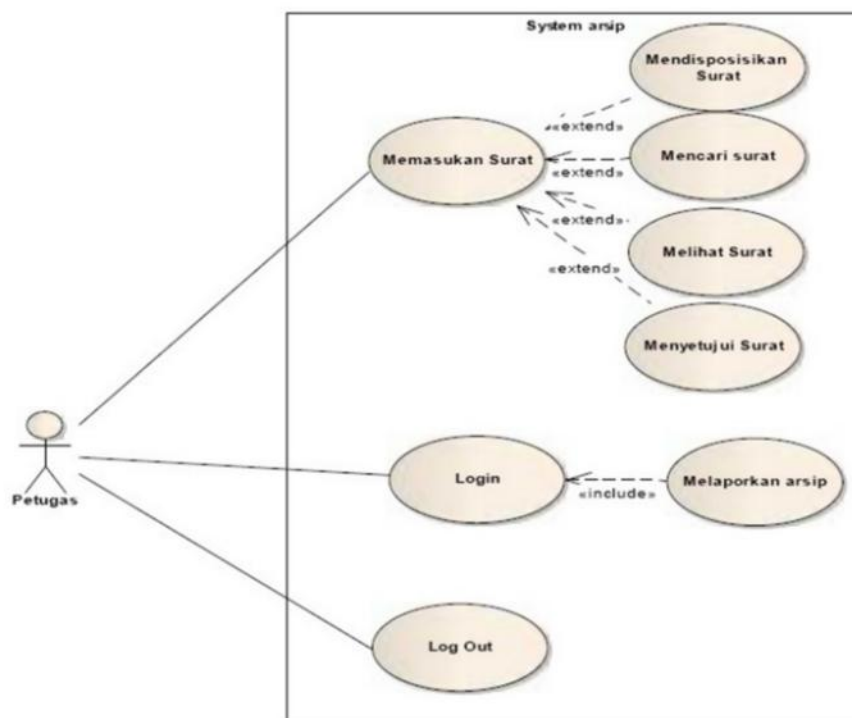 System arsip
Mendisposisikan
Surat
«extend»
Memasukan Surat
Mencari surat
«extend»
«extend»
Melihat Surat
«extend»
Menyetujui Surat
Login
Melaporkan arsip
«include»
Petugas
Log Out